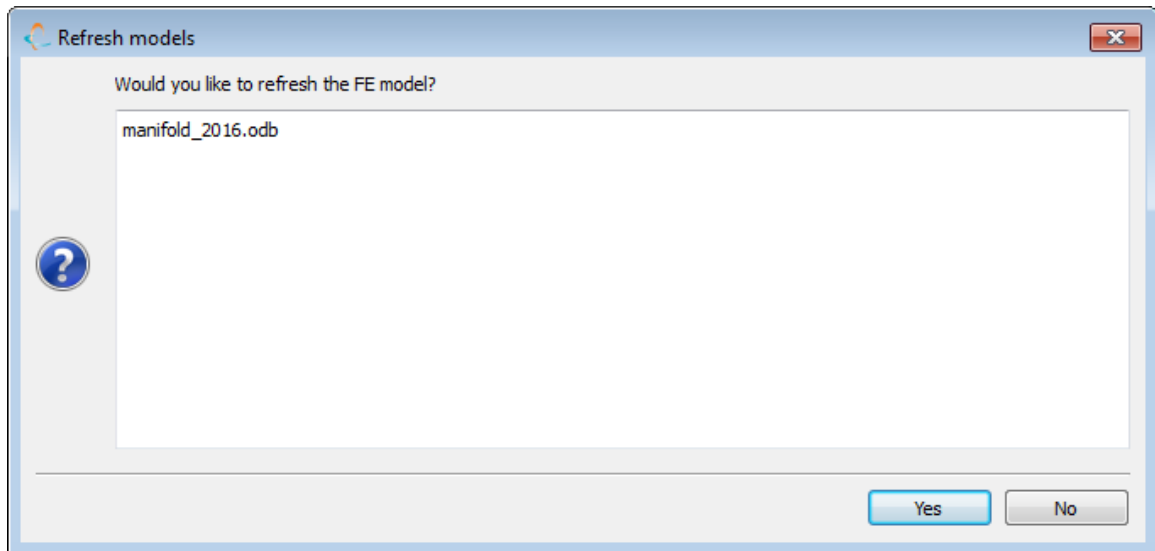 Refresh models
Would you like to refresh the FE model?
manifold_2016.odb
Yes
No